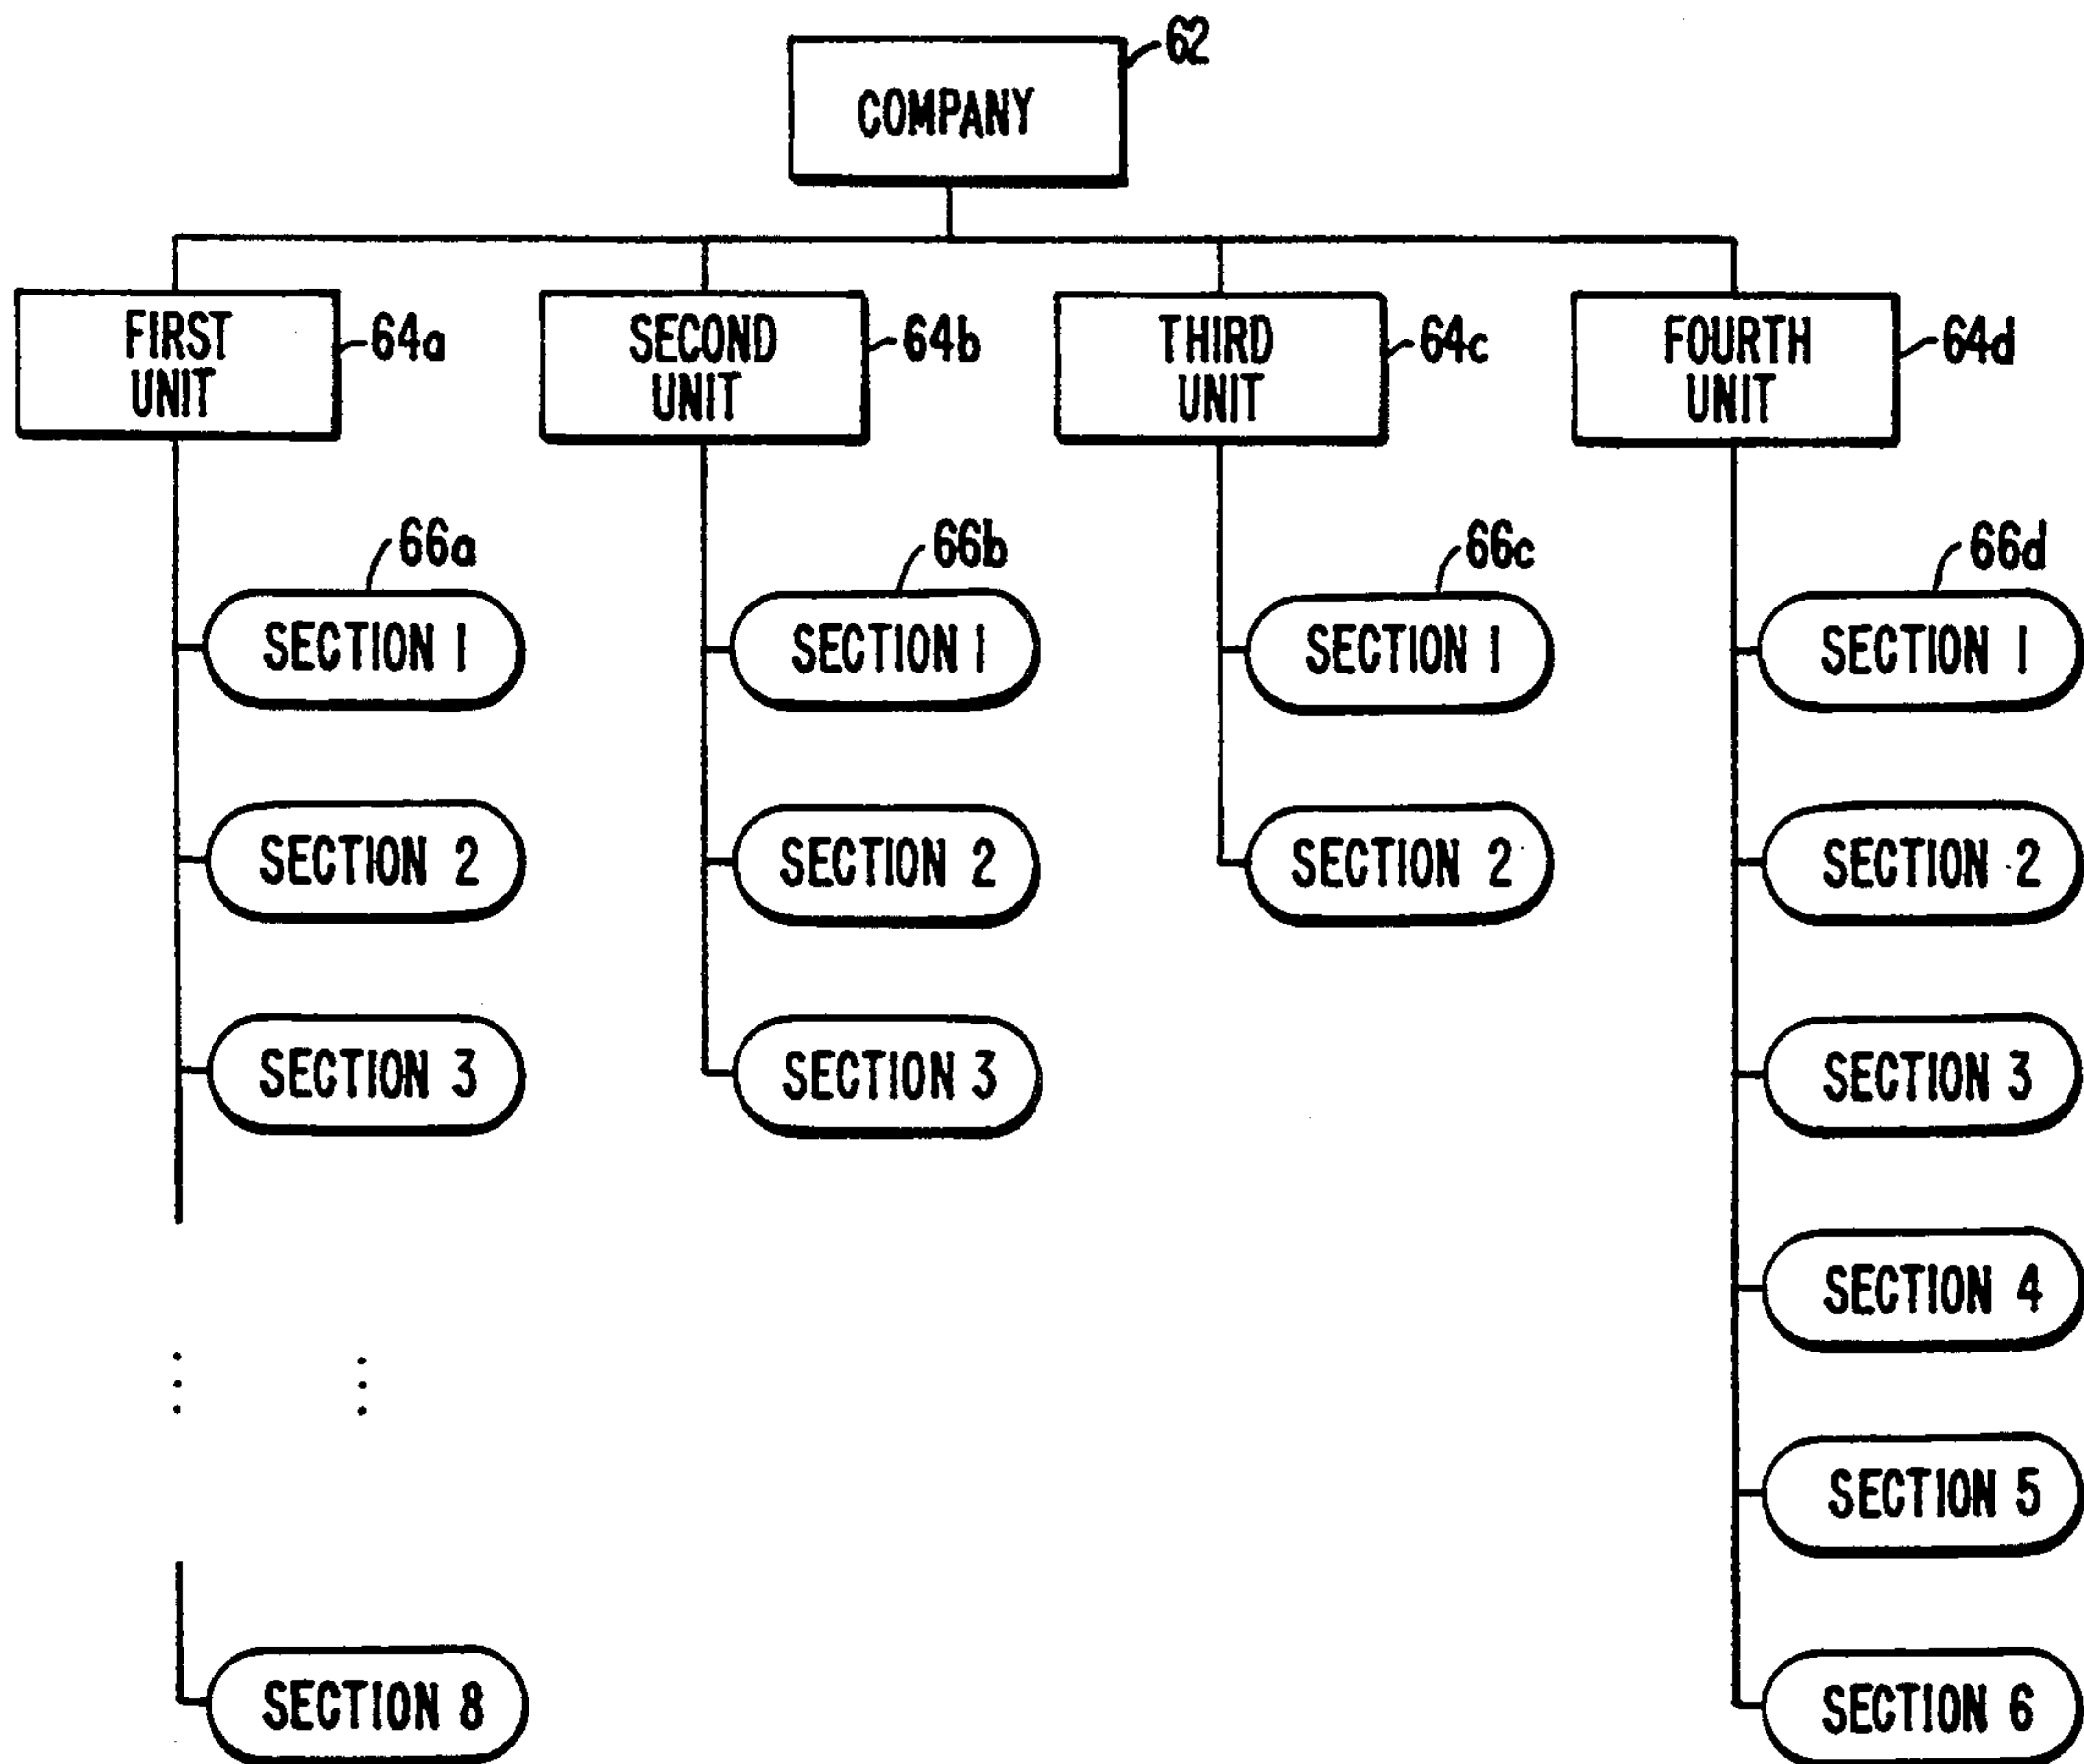 62
COMPANY
FIRST
UNIT
64a
SECOND
UNIT
64b
THIRD
UNIT
64c
FOURTH
UNIT
64d
66a
66b
66c
66d
SECTION 1
SECTION 1
SECTION 1
SECTION 1
SECTION 2
SECTION 2
SECTION 2
SECTION 2
SECTION 3
SECTION 3
SECTION 3
SECTION 4
SECTION 5
SECTION 8
SECTION 6